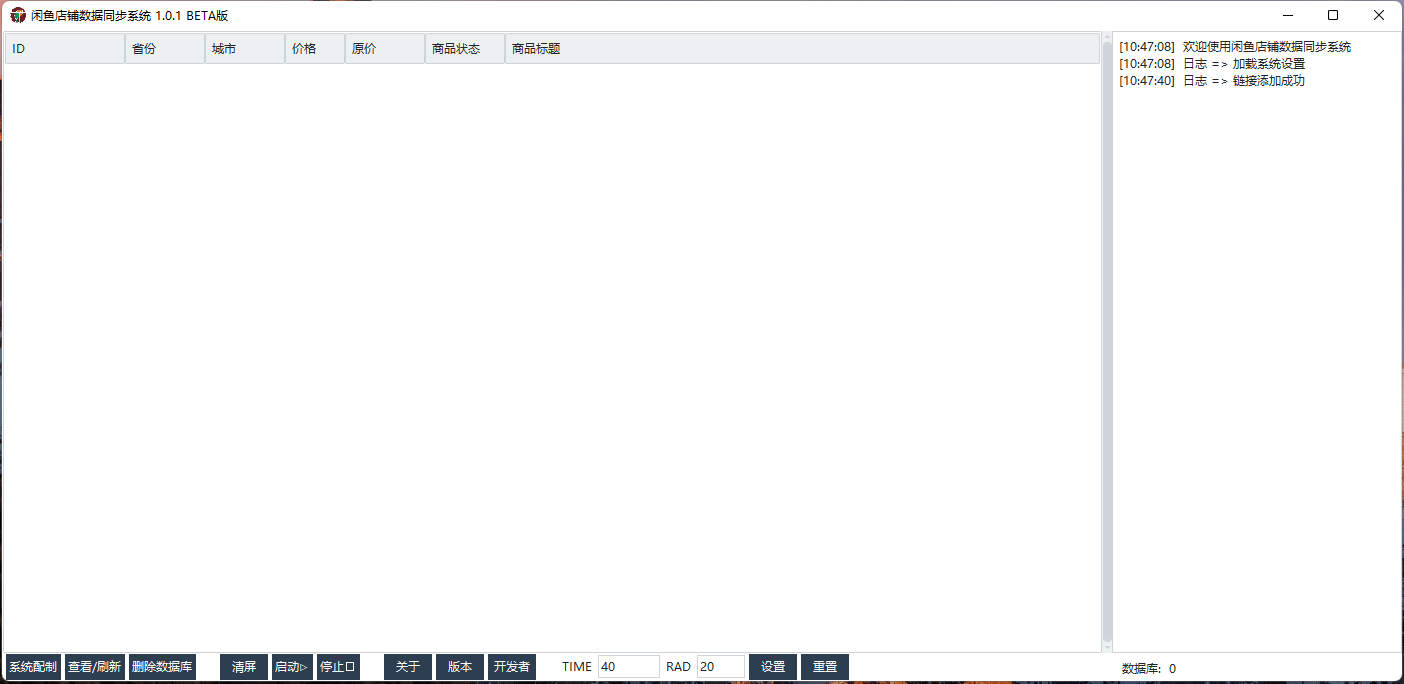 闲鱼店铺数据同步系统 1.0.1 BETA版
ID 省份 城市 价格 原价 商品状态 商品标题
[10:47:08] 欢迎使用闲鱼店铺数据同步系统
[10:47:08] 日志 => 加载系统设置
[10:47:40] 日志 => 链接添加成功
系统配制 查看/刷新 删除数据库 清屏 启动▷ 停止□ 关于 版本 开发者 TIME 40 RAD 20 设置 重置 数据库: 0